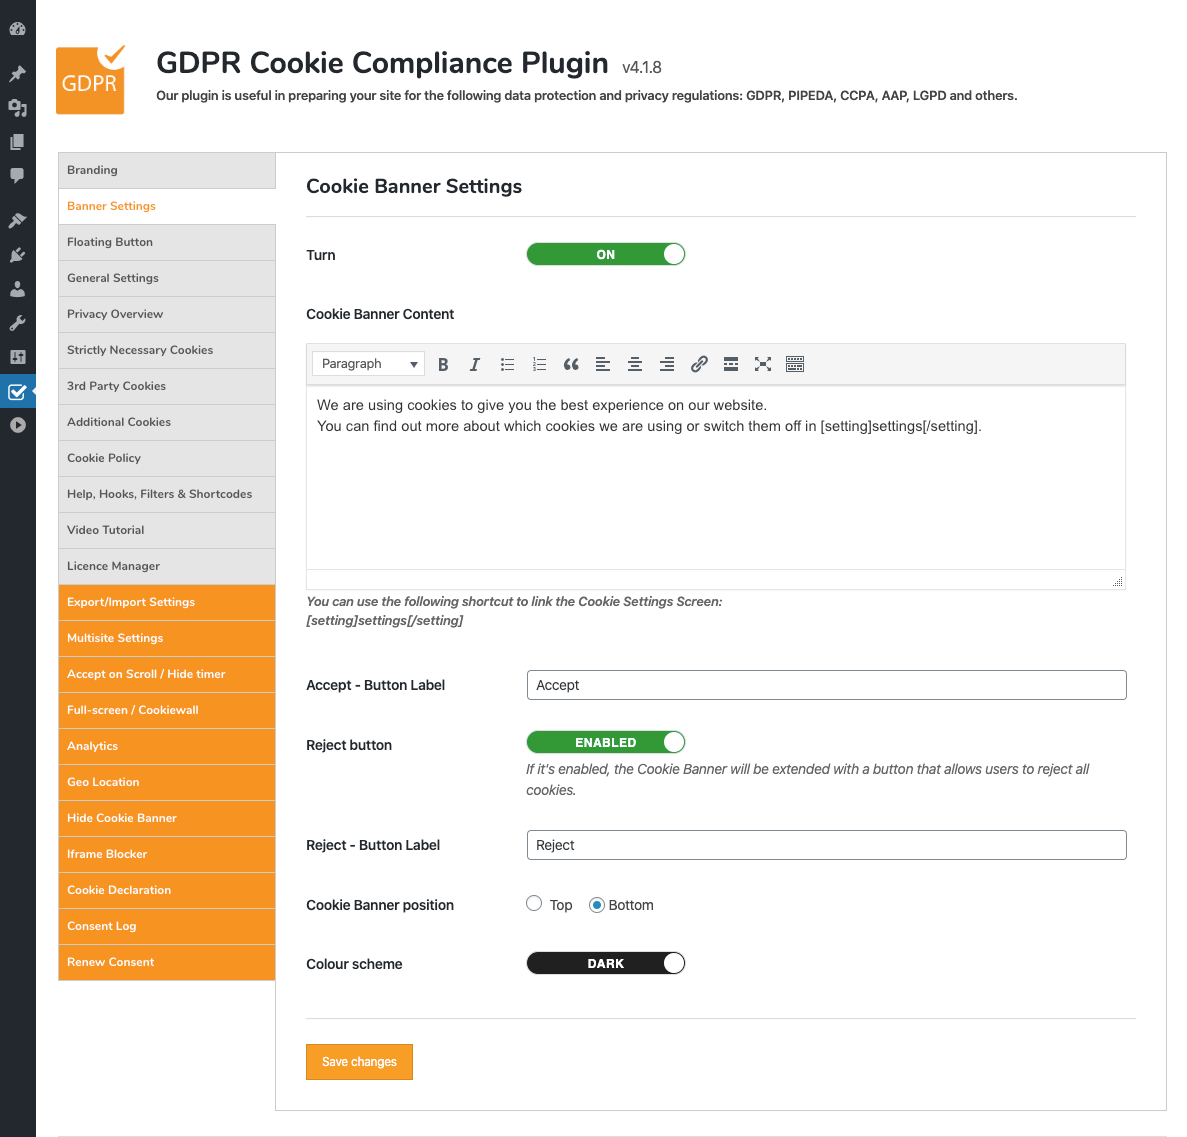 GDPR
GDPR Cookie Compliance Plugin v4.1.8
Our plugin is useful in preparing your site for the following data protection and privacy regulations: GDPR, PIPEDA, CCPA, AAP, LGPD and others.
Branding
Banner Settings
Floating Button
General Settings
Privacy Overview
Strictly Necessary Cookies
3rd Party Cookies
Additional Cookies
Cookie Policy
Help, Hooks, Filters & Shortcodes
Video Tutorial
Licence Manager
Export/Import Settings
Multisite Settings
Accept on Scroll / Hide timer
Full-screen / Cookiewall
Analytics
Geo Location
Hide Cookie Banner
Iframe Blocker
Cookie Declaration
Consent Log
Renew Consent
Cookie Banner Settings
Turn ON
Cookie Banner Content
Paragraph B I
We are using cookies to give you the best experience on our website.
You can find out more about which cookies we are using or switch them off in [setting]settings[/setting].
You can use the following shortcut to link the Cookie Settings Screen:
[setting]settings[/setting]
Accept - Button Label Accept
Reject button ENABLED
If it's enabled, the Cookie Banner will be extended with a button that allows users to reject all
cookies.
Reject - Button Label Reject
Cookie Banner position Top Bottom
Colour scheme DARK
Save changes